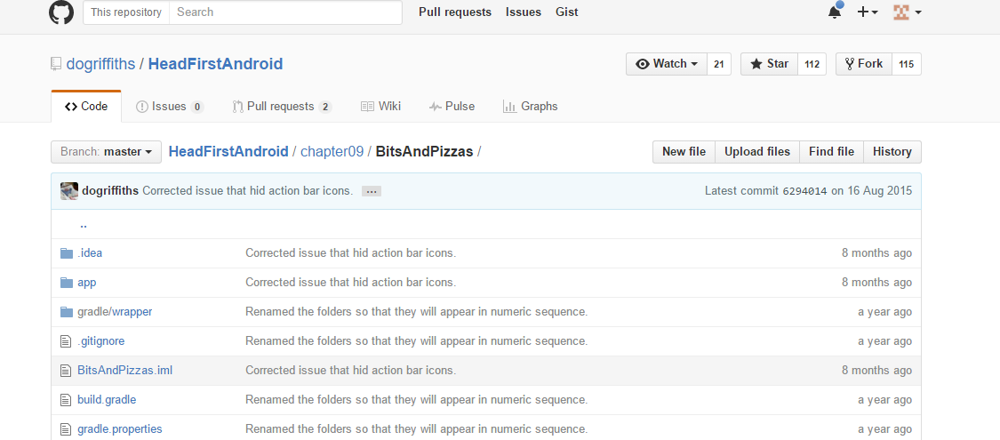 This repository Search Pull requests Issues Gist
dogriffiths / HeadFirstAndroid Watch 21 Star 112 Fork 115
Code Issues 0 Pull requests 2 Wiki Pulse Graphs
Branch: master HeadFirstAndroid / chapter09 / BitsAndPizzas / New file Upload files Find file History
dogriffiths Corrected issue that hid action bar icons. … Latest commit 6294014 on 16 Aug 2015
..
.idea Corrected issue that hid action bar icons. 8 months ago
app Corrected issue that hid action bar icons. 8 months ago
gradle/wrapper Renamed the folders so that they will appear in numeric sequence. a year ago
.gitignore Renamed the folders so that they will appear in numeric sequence. a year ago
BitsAndPizzas.iml Corrected issue that hid action bar icons. 8 months ago
build.gradle Renamed the folders so that they will appear in numeric sequence. a year ago
gradle.properties Renamed the folders so that they will appear in numeric sequence. a year ago